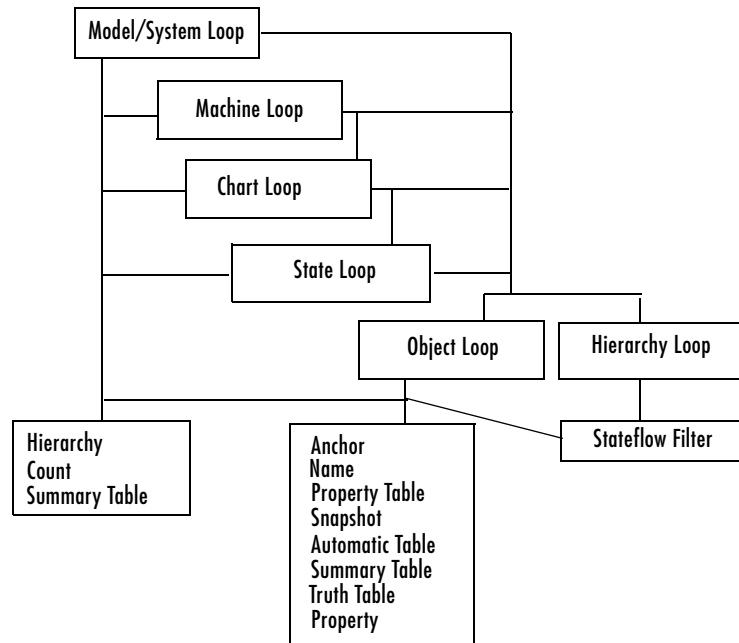 Model/System Loop
Machine Loop
Chart Loop
State Loop
Object Loop
Hierarchy Loop
Hierarchy
Count
Summary Table
Anchor
Name
Property Table
Snapshot
Automatic Table
Summary Table
Truth Table
Property
Stateflow Filter